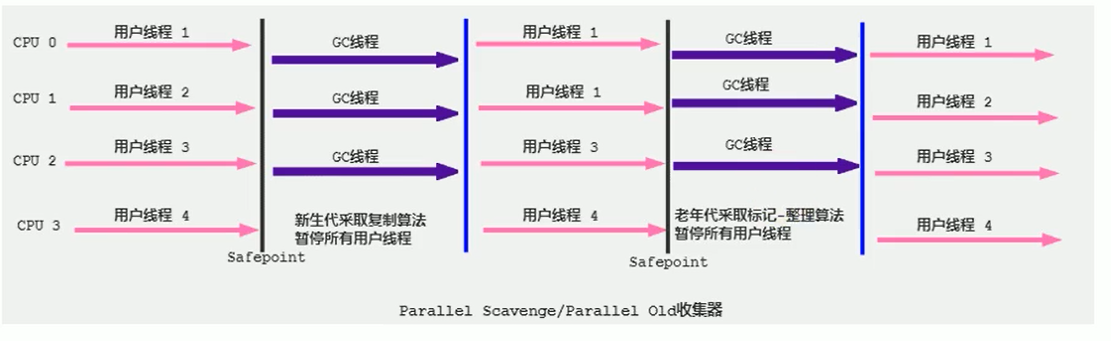 CPU 0 用户线程 1 GC线程 用户线程 1 GC线程 用户线程 1
CPU 1 用户线程 2 GC线程 用户线程 1 GC线程 用户线程 2
CPU 2 用户线程 3 GC线程 用户线程 3 GC线程 用户线程 3
CPU 3 用户线程 4 用户线程 4 用户线程 4
新生代采取复制算法
暂停所有用户线程
老年代采取标记-整理算法
暂停所有用户线程
Safepoint
Safepoint
Parallel Scavenge/Parallel Old收集器